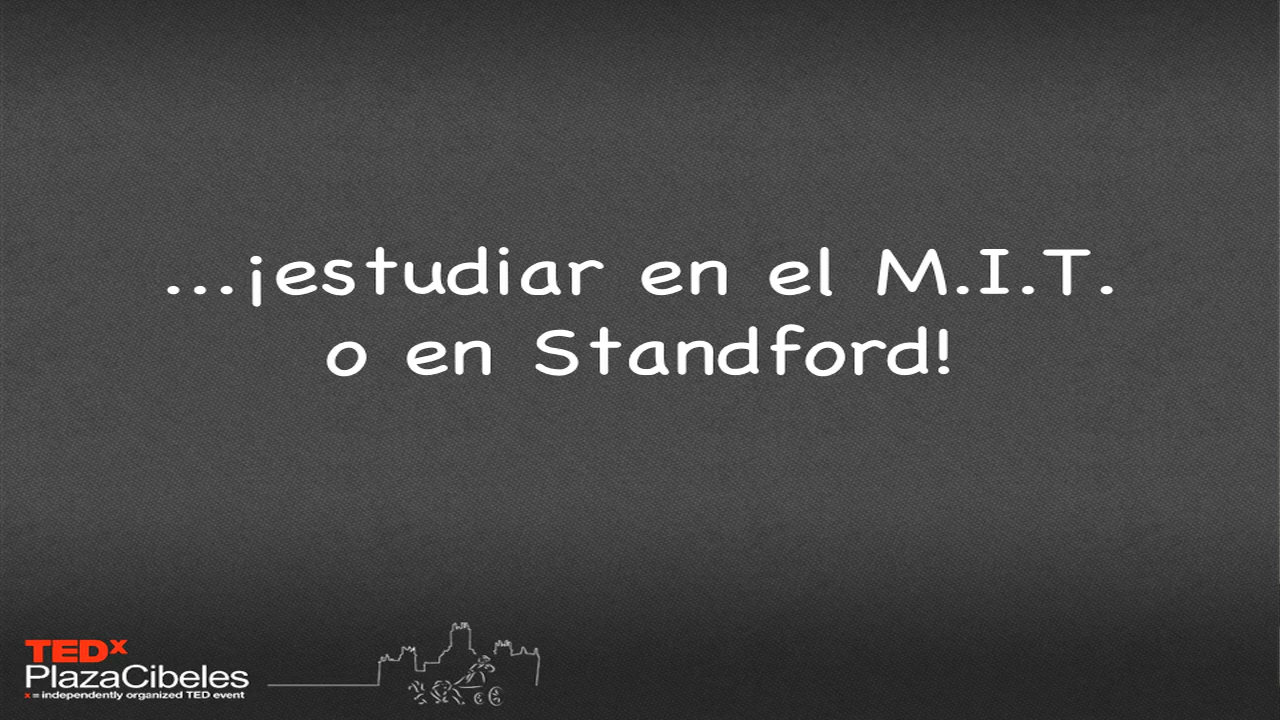 ...¡estudiar en el M.I.T.
o en Standford!
TEDx
PlazaCibeles
x = independently organized TED event